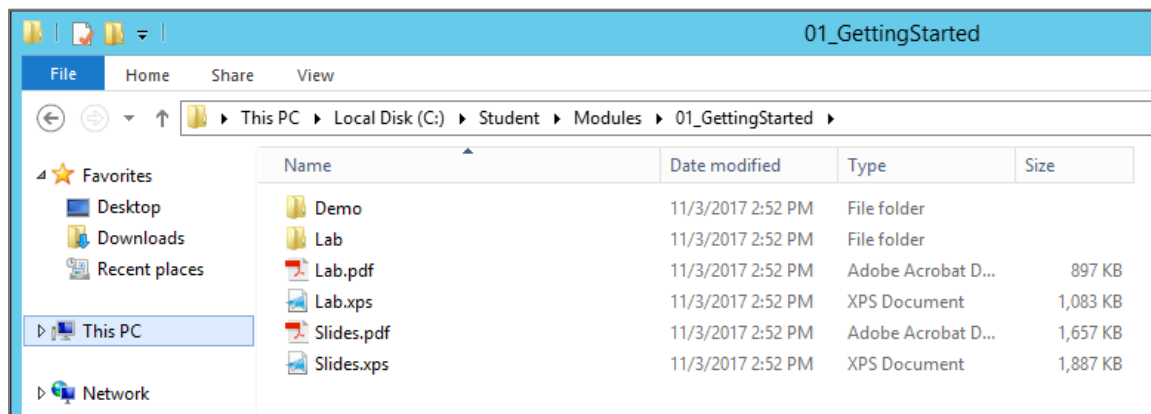 01_GettingStarted
File Home Share View
This PC Local Disk (C:) Student Modules 01_GettingStarted
Favorites
Desktop
Downloads
Recent places
This PC
Network
Name Date modified Type Size
Demo 11/3/2017 2:52 PM File folder
Lab 11/3/2017 2:52 PM File folder
Lab.pdf 11/3/2017 2:52 PM Adobe Acrobat D... 897 KB
Lab.xps 11/3/2017 2:52 PM XPS Document 1,083 KB
Slides.pdf 11/3/2017 2:52 PM Adobe Acrobat D... 1,657 KB
Slides.xps 11/3/2017 2:52 PM XPS Document 1,887 KB